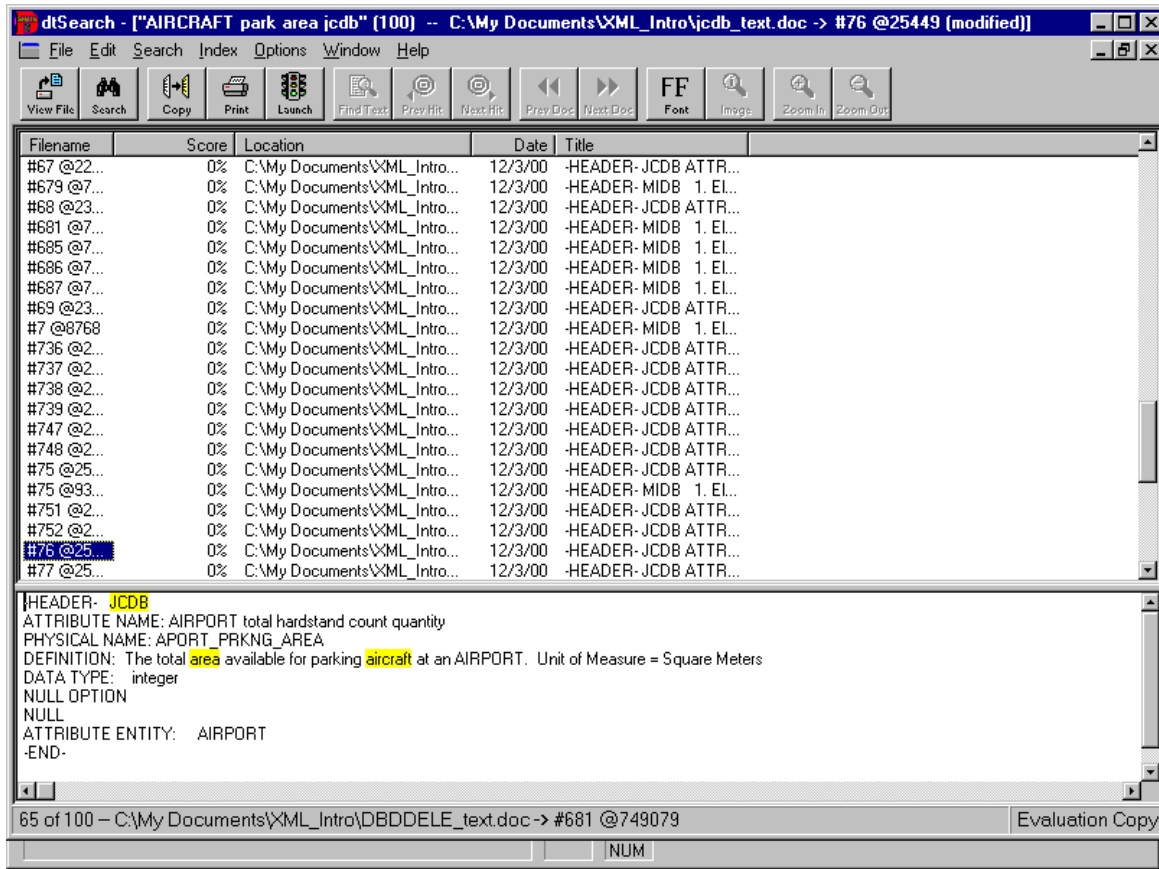 dtSearch - ["AIRCRAFT park area jcdb" (100) -- C:\My Documents\XML_Intro\jcdb_text.doc -> #76 @25449 (modified)]
File Edit Search Index Options Window Help
View File Search Copy Print Launch Find Text Prev Hit Next Hit Prev Doc Next Doc FF Font Image Zoom In Zoom Out
Filename Score Location Date Title
#67 @22... 0% C:\My Documents\XML_Intro... 12/3/00 -HEADER- JCDB ATTR...
#679 @7... 0% C:\My Documents\XML_Intro... 12/3/00 -HEADER- MIDB 1. El...
#68 @23... 0% C:\My Documents\XML_Intro... 12/3/00 -HEADER- JCDB ATTR...
#681 @7... 0% C:\My Documents\XML_Intro... 12/3/00 -HEADER- MIDB 1. El...
#685 @7... 0% C:\My Documents\XML_Intro... 12/3/00 -HEADER- MIDB 1. El...
#686 @7... 0% C:\My Documents\XML_Intro... 12/3/00 -HEADER- MIDB 1. El...
#687 @7... 0% C:\My Documents\XML_Intro... 12/3/00 -HEADER- MIDB 1. El...
#69 @23... 0% C:\My Documents\XML_Intro... 12/3/00 -HEADER- JCDB ATTR...
#7 @8768 0% C:\My Documents\XML_Intro... 12/3/00 -HEADER- MIDB 1. El...
#736 @2... 0% C:\My Documents\XML_Intro... 12/3/00 -HEADER- JCDB ATTR...
#737 @2... 0% C:\My Documents\XML_Intro... 12/3/00 -HEADER- JCDB ATTR...
#738 @2... 0% C:\My Documents\XML_Intro... 12/3/00 -HEADER- JCDB ATTR...
#739 @2... 0% C:\My Documents\XML_Intro... 12/3/00 -HEADER- JCDB ATTR...
#747 @2... 0% C:\My Documents\XML_Intro... 12/3/00 -HEADER- JCDB ATTR...
#748 @2... 0% C:\My Documents\XML_Intro... 12/3/00 -HEADER- JCDB ATTR...
#75 @25... 0% C:\My Documents\XML_Intro... 12/3/00 -HEADER- JCDB ATTR...
#75 @93... 0% C:\My Documents\XML_Intro... 12/3/00 -HEADER- MIDB 1. El...
#751 @2... 0% C:\My Documents\XML_Intro... 12/3/00 -HEADER- JCDB ATTR...
#752 @2... 0% C:\My Documents\XML_Intro... 12/3/00 -HEADER- JCDB ATTR...
#76 @25... 0% C:\My Documents\XML_Intro... 12/3/00 -HEADER- JCDB ATTR...
#77 @25... 0% C:\My Documents\XML_Intro... 12/3/00 -HEADER- JCDB ATTR...
-HEADER- JCDB
ATTRIBUTE NAME: AIRPORT total hardstand count quantity
PHYSICAL NAME: APORT_PRKNG_AREA
DEFINITION: The total area available for parking aircraft at an AIRPORT. Unit of Measure = Square Meters
DATA TYPE: integer
NULL OPTION
NULL
ATTRIBUTE ENTITY: AIRPORT
-END-
65 of 100 -- C:\My Documents\XML_Intro\DBDDELE_text.doc -> #681 @749079 Evaluation Copy
NUM